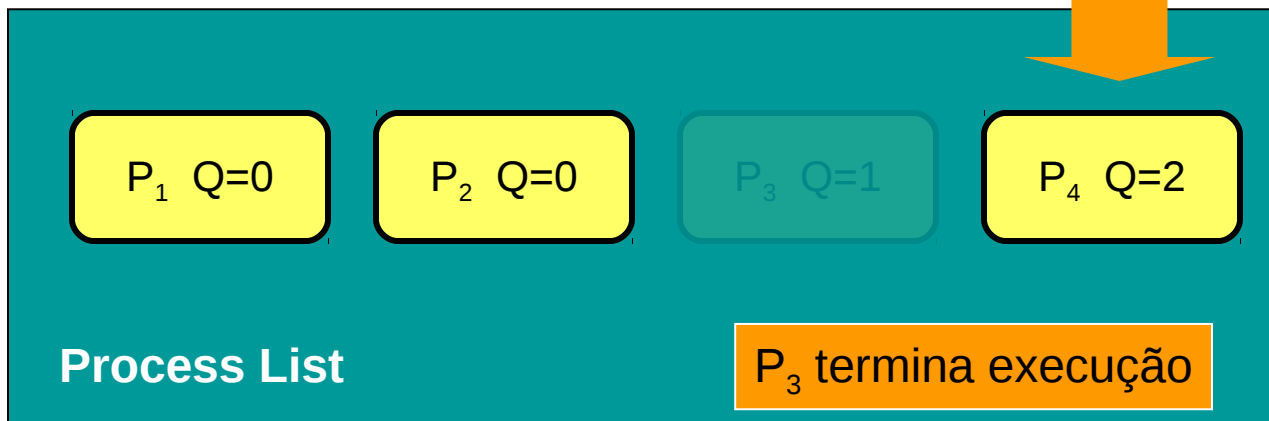 P₁ Q=0
P₂ Q=0
P₃ Q=1
P₄ Q=2
Process List
P₃ termina execução